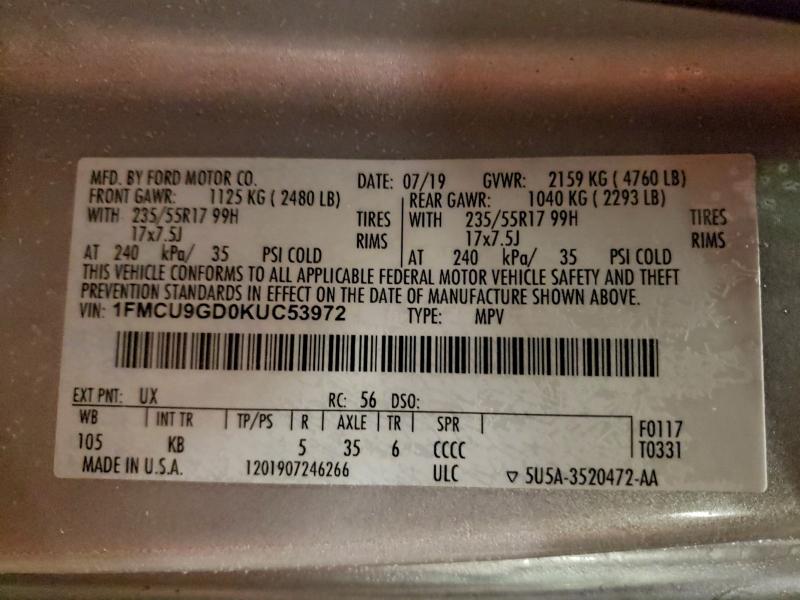 MFD. BY FORD MOTOR CO. DATE: 07/19 GVWR: 2159 KG ( 4760 LB)
FRONT GAWR: 1125 KG ( 2480 LB) REAR GAWR: 1040 KG ( 2293 LB)
WITH 235/55R17 99H TIRES WITH 235/55R17 99H TIRES
17x7.5J RIMS 17x7.5J RIMS
AT 240 kPa/ 35 PSI COLD AT 240 kPa/ 35 PSI COLD
THIS VEHICLE CONFORMS TO ALL APPLICABLE FEDERAL MOTOR VEHICLE SAFETY AND THEFT
PREVENTION STANDARDS IN EFFECT ON THE DATE OF MANUFACTURE SHOWN ABOVE.
VIN: 1FMCU9GD0KUC53972 TYPE: MPV
EXT PNT: UX RC: 56 DSO:
WB INT TR TP/PS R AXLE TR SPR F0117
105 KB 5 35 6 CCCC T0331
MADE IN U.S.A. 1201907246266 ULC ▽ 5U5A-3520472-AA